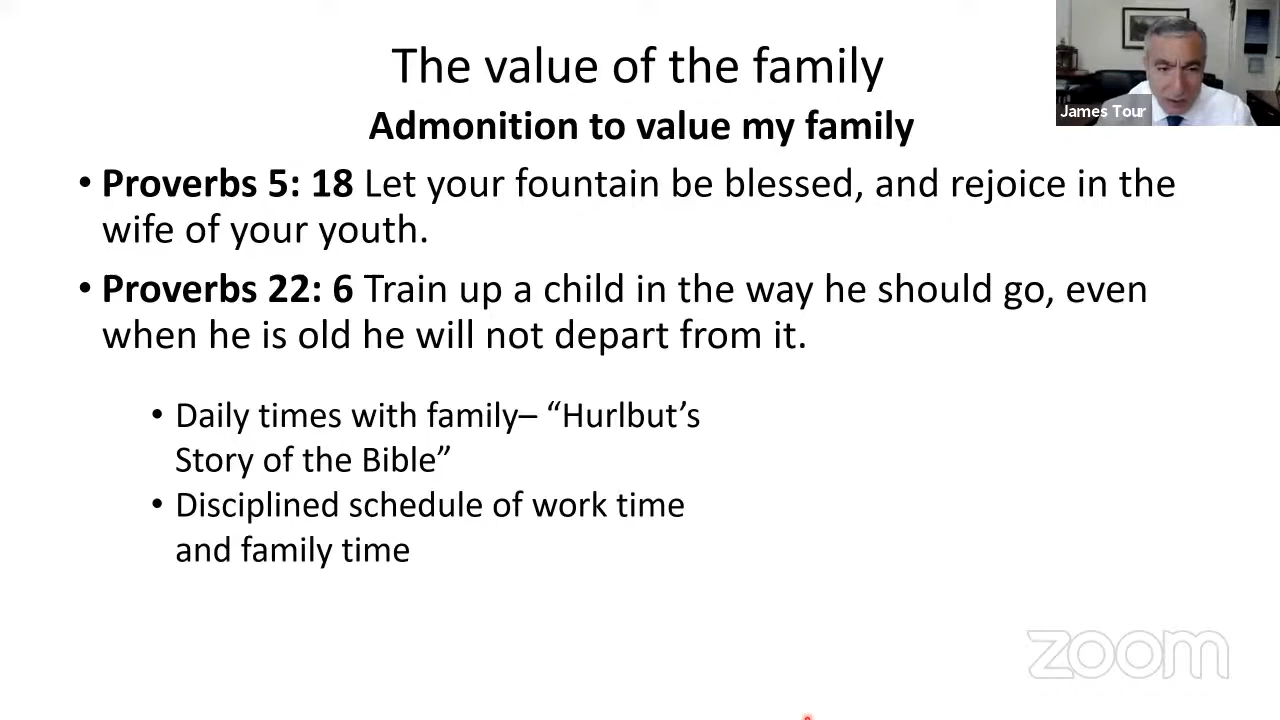 The value of the family
James Tour
Admonition to value my family
• Proverbs 5: 18 Let your fountain be blessed, and rejoice in the
wife of your youth.
• Proverbs 22: 6 Train up a child in the way he should go, even
when he is old he will not depart from it.
• Daily times with family– “Hurlbut’s
Story of the Bible”
• Disciplined schedule of work time
and family time
zoom